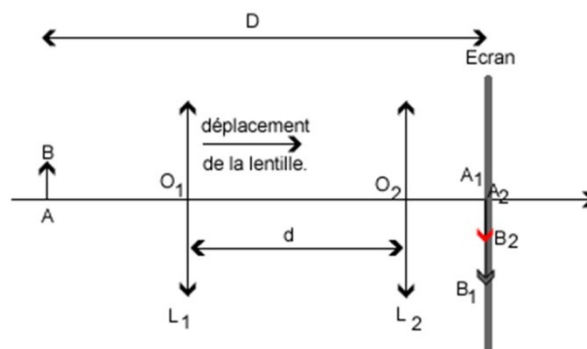 D
Ecran
déplacement
de la lentille.
B
A
O1
O2
A1
A2
d
B2
B1
L1
L2